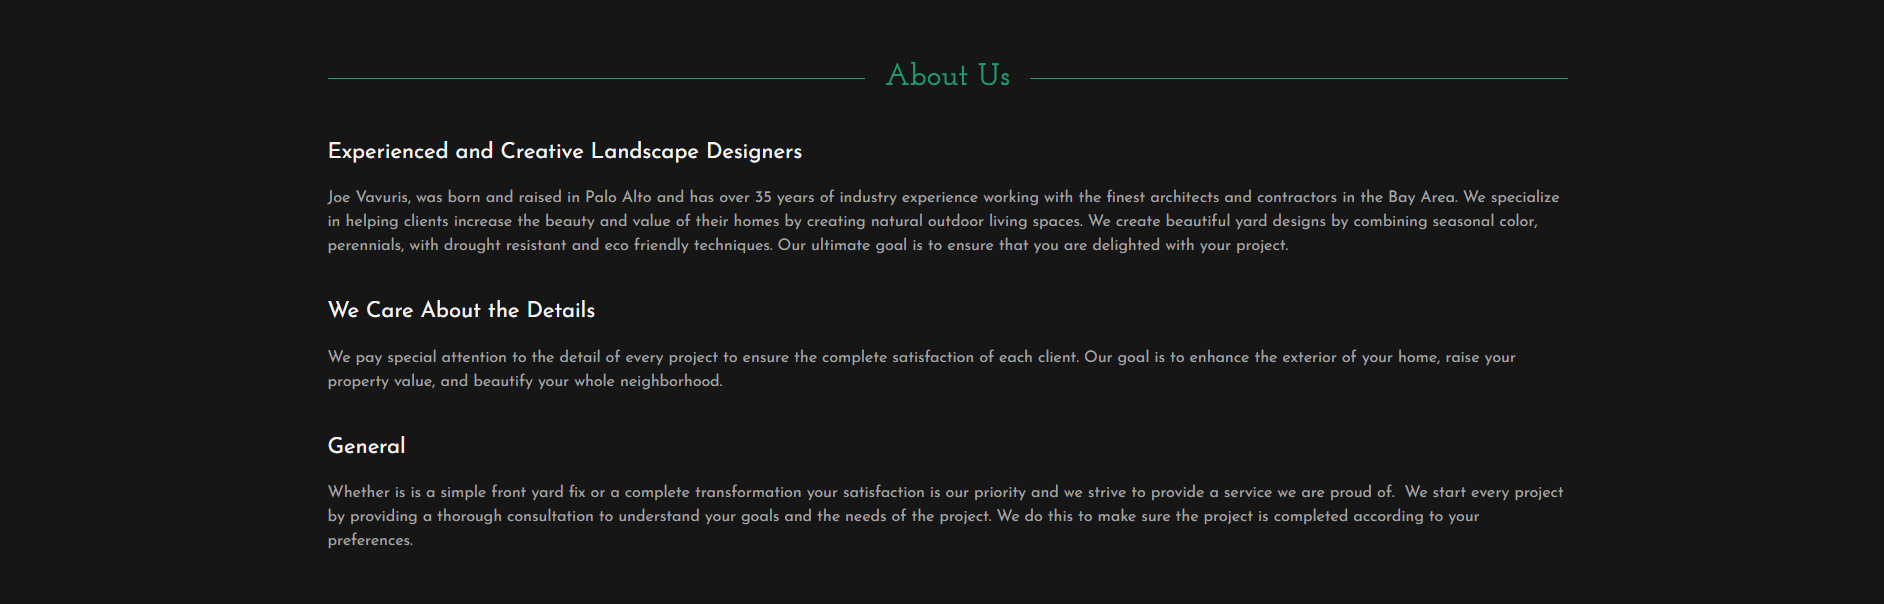 About Us
Experienced and Creative Landscape Designers
Joe Vavuris, was born and raised in Palo Alto and has over 35 years of industry experience working with the finest architects and contractors in the Bay Area. We specialize
in helping clients increase the beauty and value of their homes by creating natural outdoor living spaces. We create beautiful yard designs by combining seasonal color,
perennials, with drought resistant and eco friendly techniques. Our ultimate goal is to ensure that you are delighted with your project.
We Care About the Details
We pay special attention to the detail of every project to ensure the complete satisfaction of each client. Our goal is to enhance the exterior of your home, raise your
property value, and beautify your whole neighborhood.
General
Whether is is a simple front yard fix or a complete transformation your satisfaction is our priority and we strive to provide a service we are proud of.  We start every project
by providing a thorough consultation to understand your goals and the needs of the project. We do this to make sure the project is completed according to your
preferences.